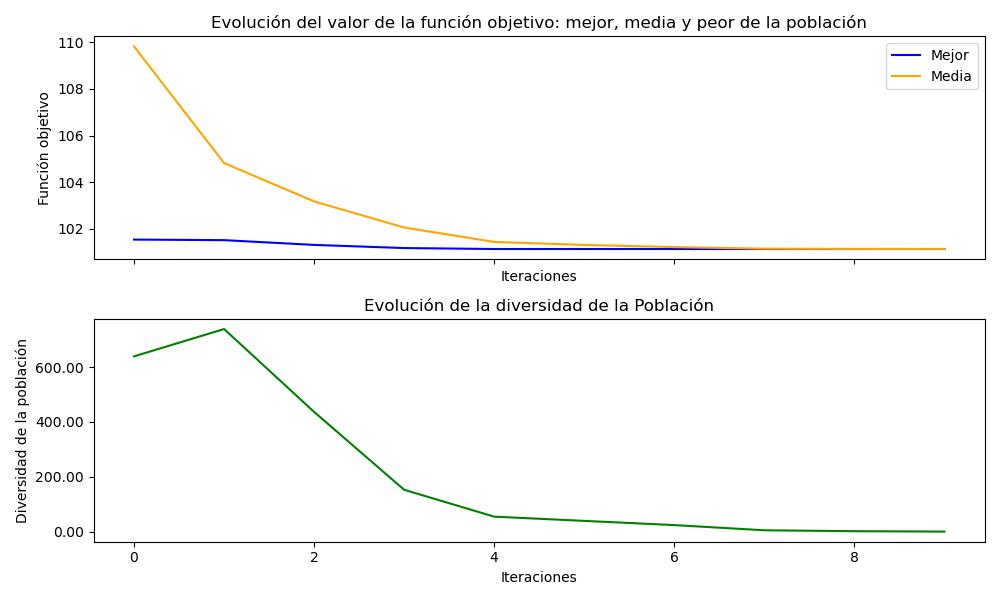 Evolución del valor de la función objetivo: mejor, media y peor de la población
110
108
106
104
102
Función objetivo
Mejor
Media
Iteraciones
Evolución de la diversidad de la Población
600.00
400.00
200.00
0.00
Diversidad de la población
0
2
4
6
8
Iteraciones